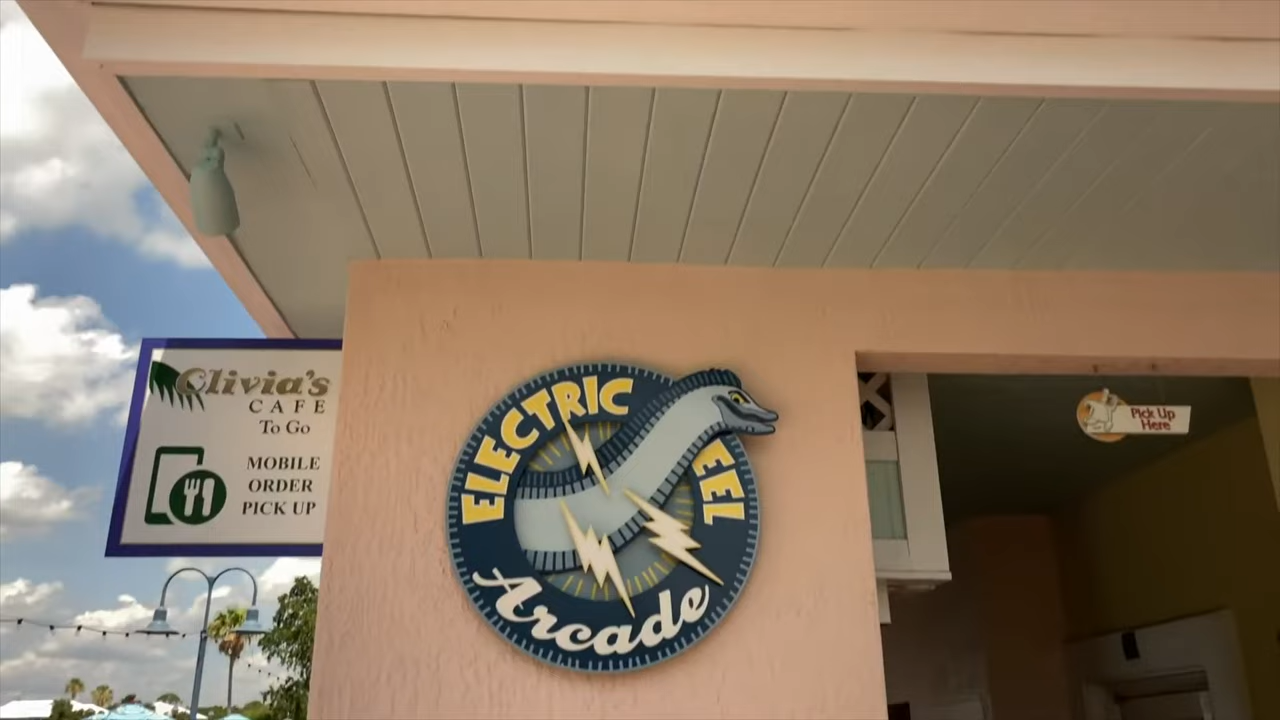 Olivia's
CAFE
To Go
MOBILE
ORDER
PICK UP
ELECTRIC EEL
Arcade
Pick Up
Here